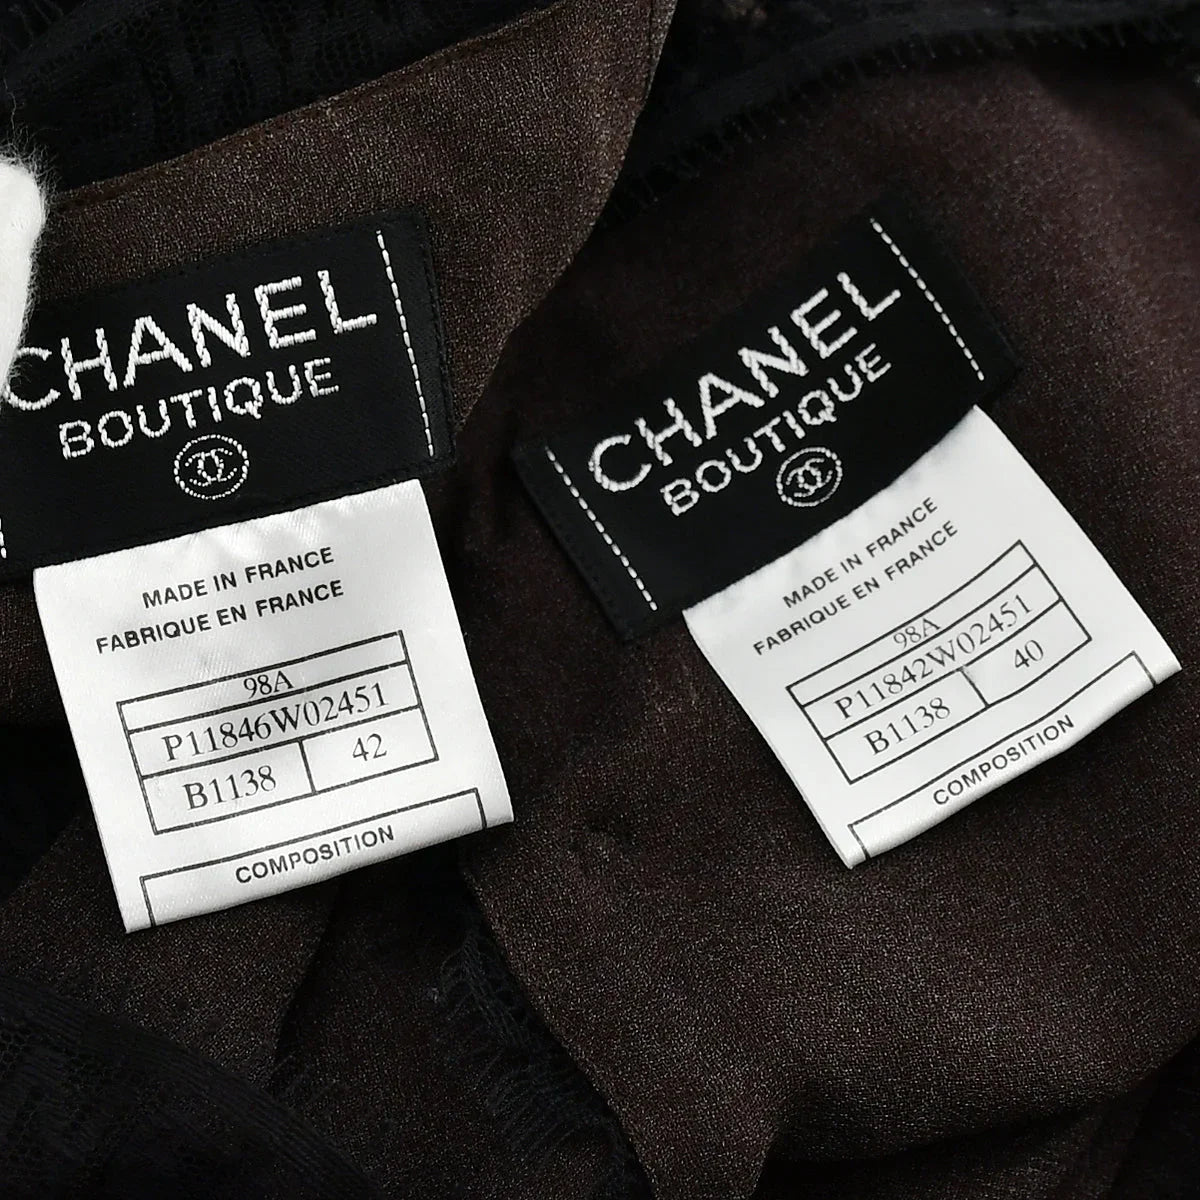 CHANEL
BOUTIQUE
MADE IN FRANCE
FABRIQUE EN FRANCE
98A
P11846W02451
B1138 42
COMPOSITION
CHANEL
BOUTIQUE
MADE IN FRANCE
FABRIQUE EN FRANCE
98A
P11842W02451
B1138 40
COMPOSITION